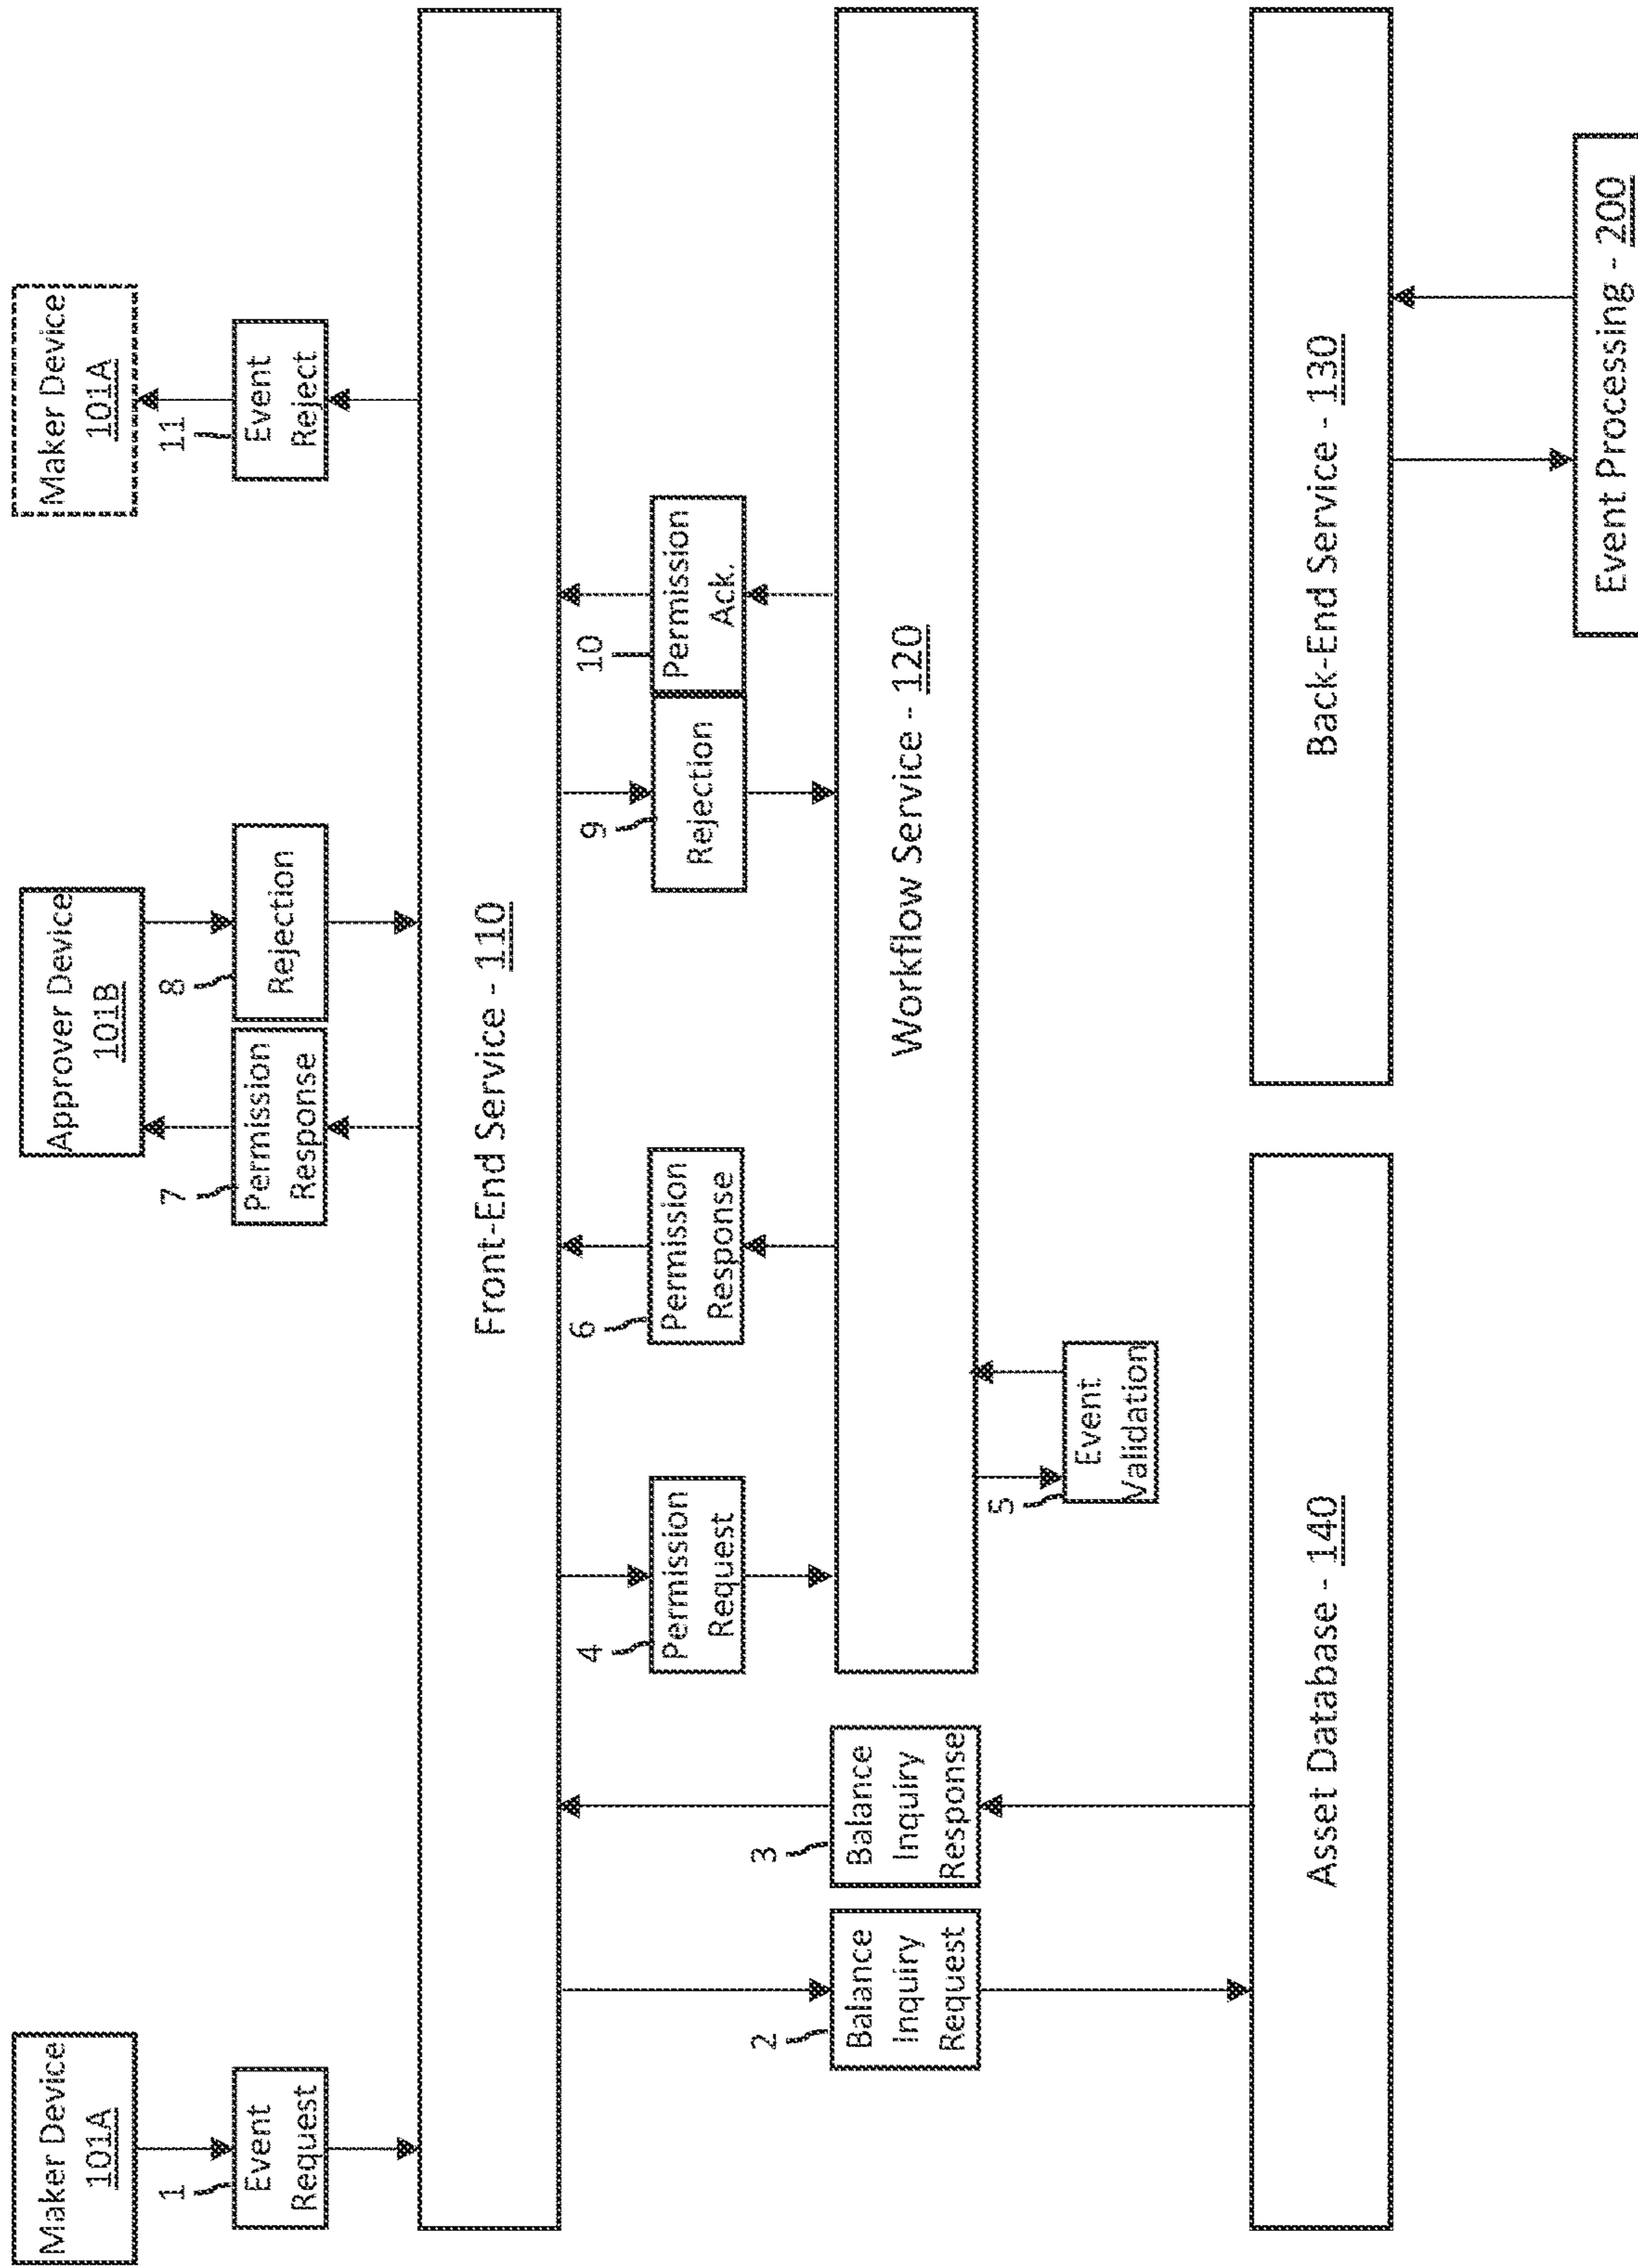 Maker Device
101A
1
Event
Request
Approver Device
101B
7
Permission
Response
8
Rejection
Maker Device
101A
11
Event
Reject
Front-End Service - 110
2
Balance
Inquiry
Request
3
Balance
Inquiry
Response
4
Permission
Request
6
Permission
Response
9
Rejection
10
Permission
Ack.
Workflow Service - 120
5
Event
Validation
Asset Database - 140
Back-End Service - 130
Event Processing - 200